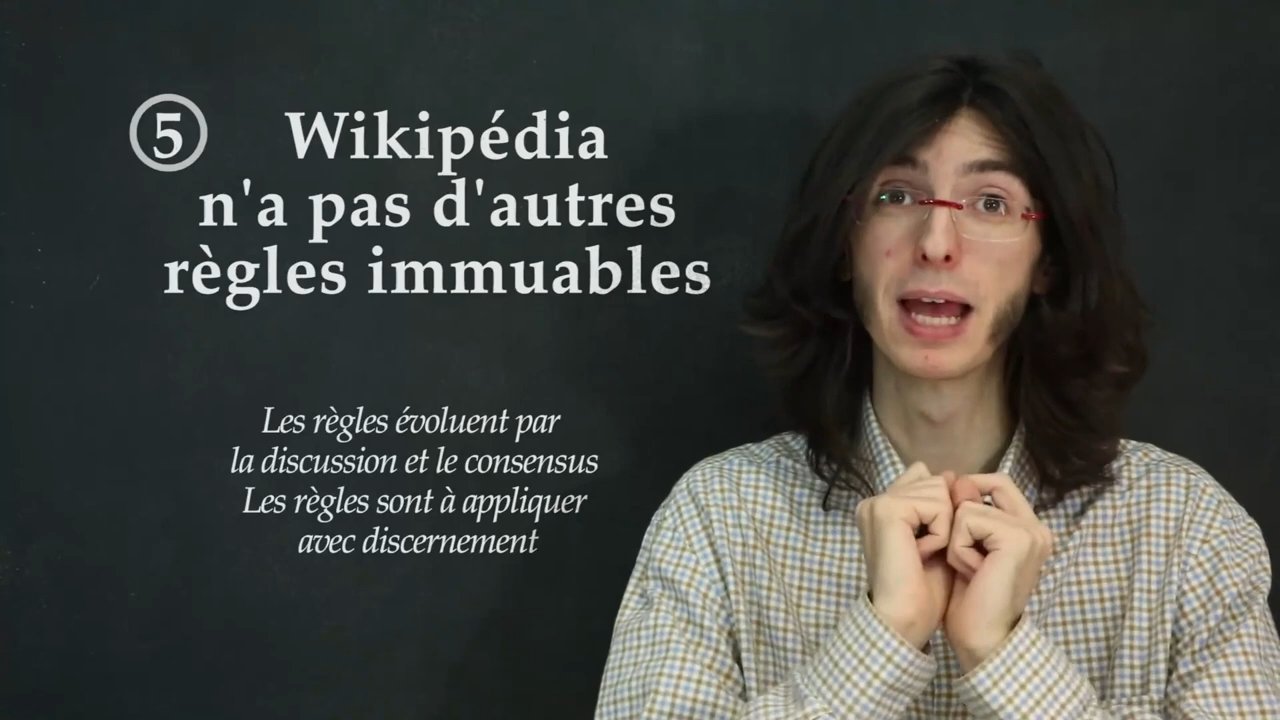 5 Wikipédia
n'a pas d'autres
règles immuables
Les règles évoluent par
la discussion et le consensus
Les règles sont à appliquer
avec discernement